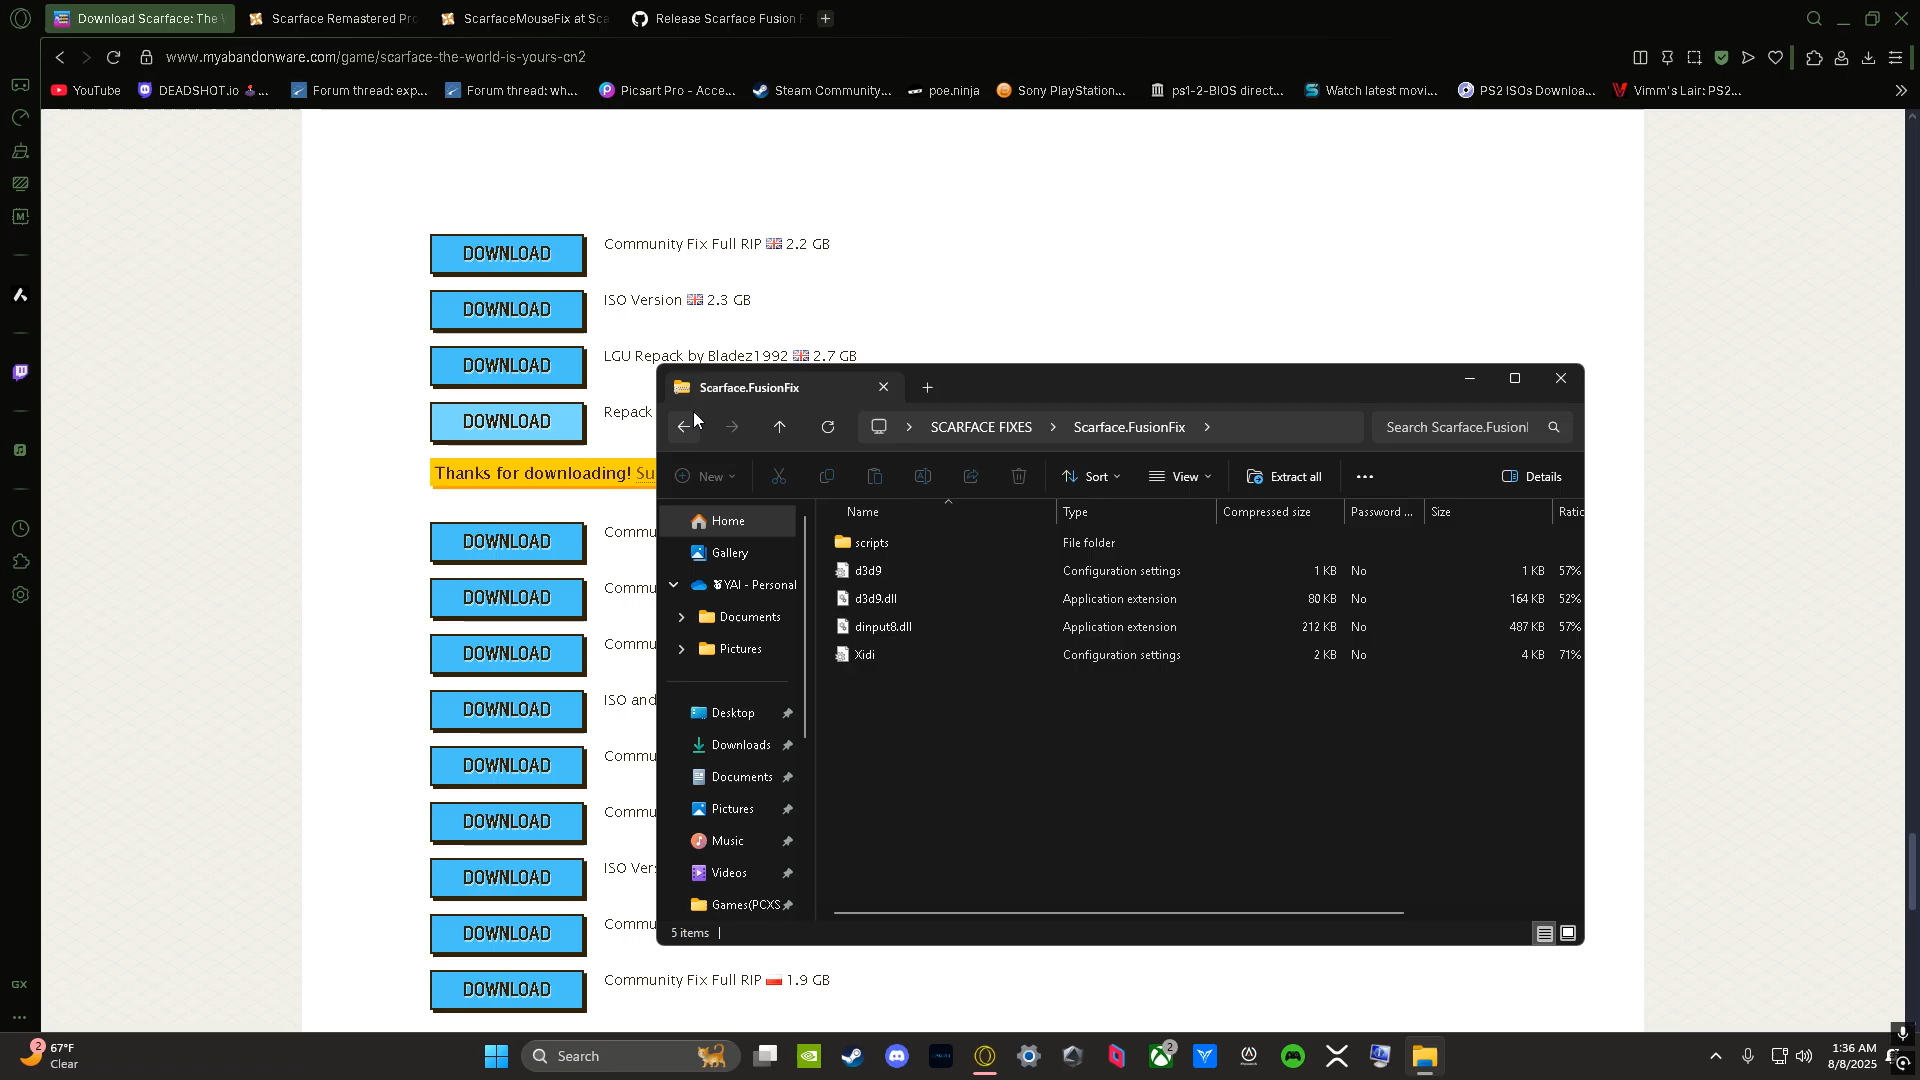 Download Scarface: The
Scarface Remastered Pro
ScarfaceMouseFix at Sca
Release Scarface Fusion F
www.myabandonware.com/game/scarface-the-world-is-yours-cn2
YouTube
DEADSHOT.io
Forum thread: exp...
Forum thread: wh...
Picsart Pro - Acce...
Steam Community...
poe.ninja
Sony PlayStation...
ps1-2-BIOS direct...
Watch latest movi...
PS2 ISOs Downloa...
Vimm's Lair: PS2...
DOWNLOAD
Community Fix Full RIP 2.2 GB
DOWNLOAD
ISO Version 2.3 GB
DOWNLOAD
LGU Repack by Bladez1992 2.7 GB
DOWNLOAD
Repack
Thanks for downloading! Su
DOWNLOAD
Commu
DOWNLOAD
Commu
DOWNLOAD
Commu
DOWNLOAD
ISO and
DOWNLOAD
Commu
DOWNLOAD
Commu
DOWNLOAD
ISO Vers
DOWNLOAD
Commu
DOWNLOAD
Community Fix Full RIP 1.9 GB
Scarface.FusionFix
SCARFACE FIXES > Scarface.FusionFix >
Search Scarface.FusionI
New
Sort
View
Extract all
Details
Home
Gallery
YAI - Personal
Documents
Pictures
Desktop
Downloads
Documents
Pictures
Music
Videos
Games(PCXS
Name Type Compressed size Password ... Size Ratio
scripts File folder
d3d9 Configuration settings 1 KB No 1 KB 57%
d3d9.dll Application extension 80 KB No 164 KB 52%
dinput8.dll Application extension 212 KB No 487 KB 57%
Xidi Configuration settings 2 KB No 4 KB 71%
5 items
GX
2
67°F
Clear
Search
2
1:36 AM
8/8/2025